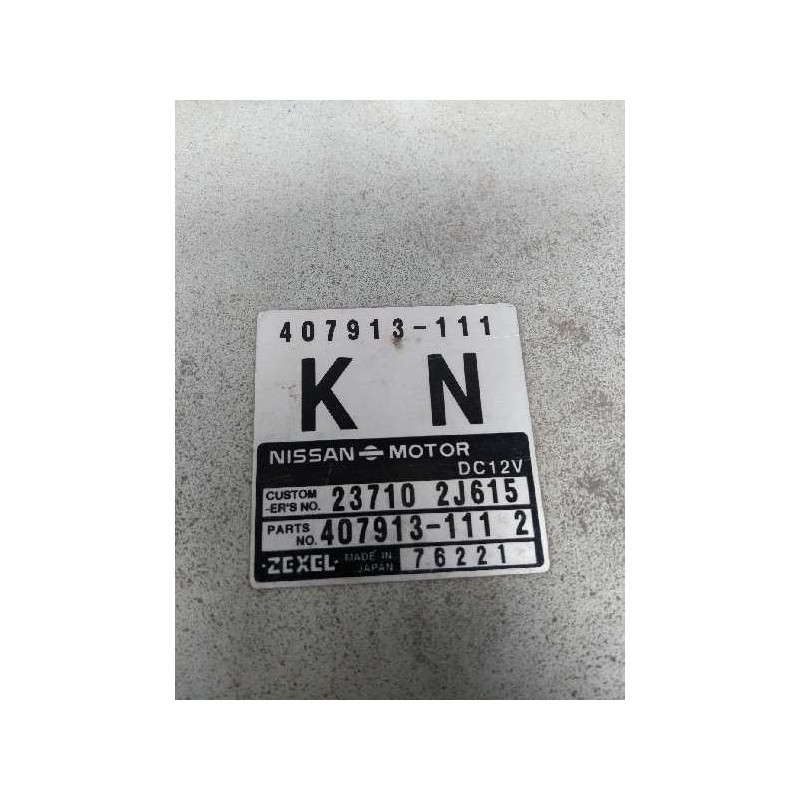 407913-111
K N
NISSAN MOTOR
DC12V
CUSTOM
-ER'S NO. 23710 2J615
PARTS
NO. 407913-111 2
·ZEXEL· MADE IN
JAPAN 76221